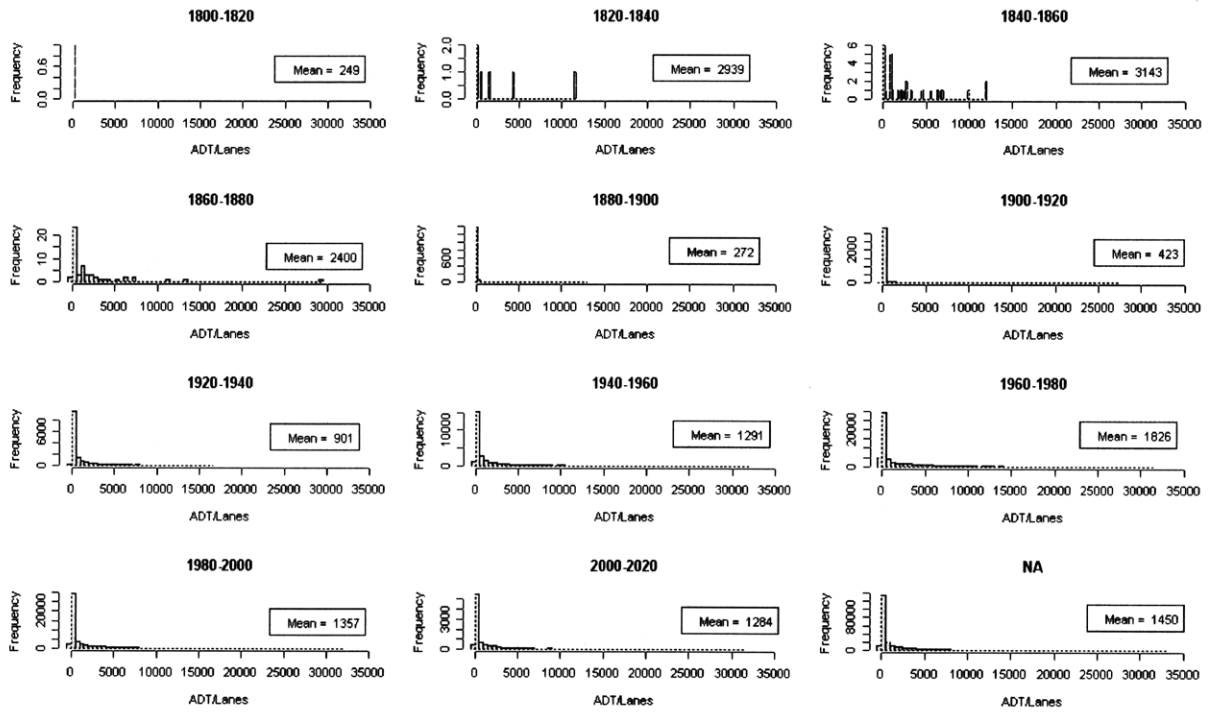 1800-1820
Frequency
0.0 0.6
Mean = 249
0 5000 10000 15000 20000 25000 30000 35000
ADT/Lanes
1820-1840
Frequency
0.0 1.0 2.0
Mean = 2939
0 5000 10000 15000 20000 25000 30000 35000
ADT/Lanes
1840-1860
Frequency
0 2 4 6
Mean = 3143
0 5000 10000 15000 20000 25000 30000 35000
ADT/Lanes
1860-1880
Frequency
0 10 20
Mean = 2400
0 5000 10000 15000 20000 25000 30000 35000
ADT/Lanes
1880-1900
Frequency
0 600
Mean = 272
0 5000 10000 15000 20000 25000 30000 35000
ADT/Lanes
1900-1920
Frequency
0 2000
Mean = 423
0 5000 10000 15000 20000 25000 30000 35000
ADT/Lanes
1920-1940
Frequency
0 6000
Mean = 901
0 5000 10000 15000 20000 25000 30000 35000
ADT/Lanes
1940-1960
Frequency
0 10000
Mean = 1291
0 5000 10000 15000 20000 25000 30000 35000
ADT/Lanes
1960-1980
Frequency
0 20000
Mean = 1826
0 5000 10000 15000 20000 25000 30000 35000
ADT/Lanes
1980-2000
Frequency
0 20000
Mean = 1357
0 5000 10000 15000 20000 25000 30000 35000
ADT/Lanes
2000-2020
Frequency
0 3000
Mean = 1284
0 5000 10000 15000 20000 25000 30000 35000
ADT/Lanes
NA
Frequency
0 80000
Mean = 1450
0 5000 10000 15000 20000 25000 30000 35000
ADT/Lanes